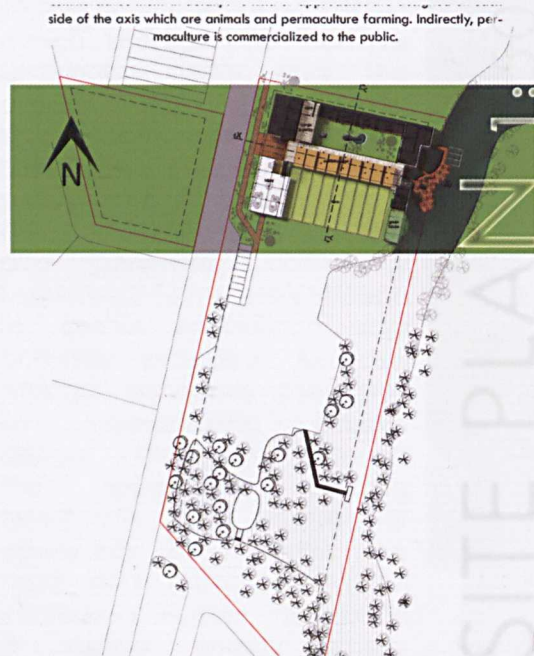 side of the axis which are animals and permaculture farming. Indirectly, per-
maculture is commercialized to the public.
N
SITE PLA